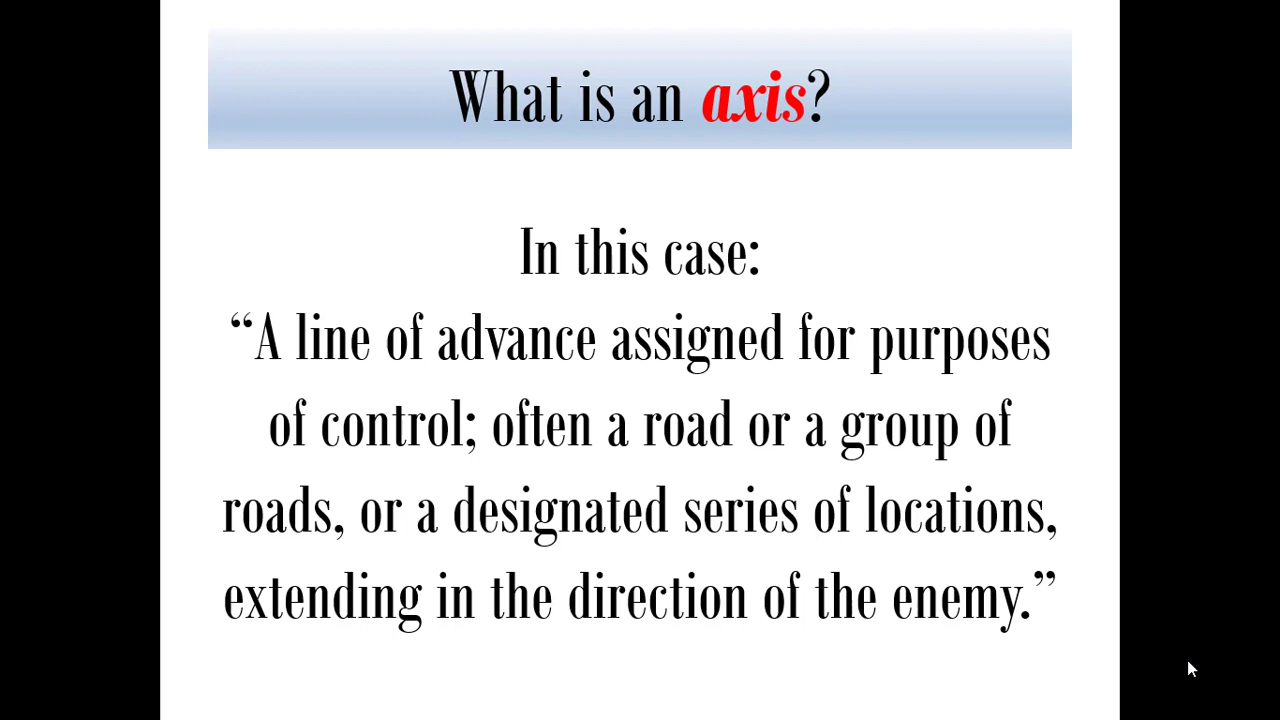 What is an axis?
In this case:
“A line of advance assigned for purposes
of control; often a road or a group of
roads, or a designated series of locations,
extending in the direction of the enemy.”